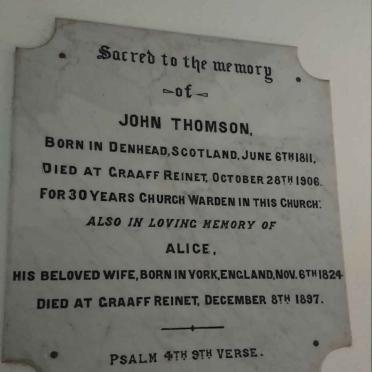 Sacred to the memory
of
JOHN THOMSON,
BORN IN DENHEAD, SCOTLAND, JUNE 6TH 1811,
DIED AT GRAAFF REINET, OCTOBER 28TH 1906.
FOR 30 YEARS CHURCH WARDEN IN THIS CHURCH.
ALSO IN LOVING MEMORY OF
ALICE,
HIS BELOVED WIFE, BORN IN YORK, ENGLAND, NOV. 6TH 1824
DIED AT GRAAFF REINET, DECEMBER 8TH 1897.
PSALM 4TH 9TH VERSE.